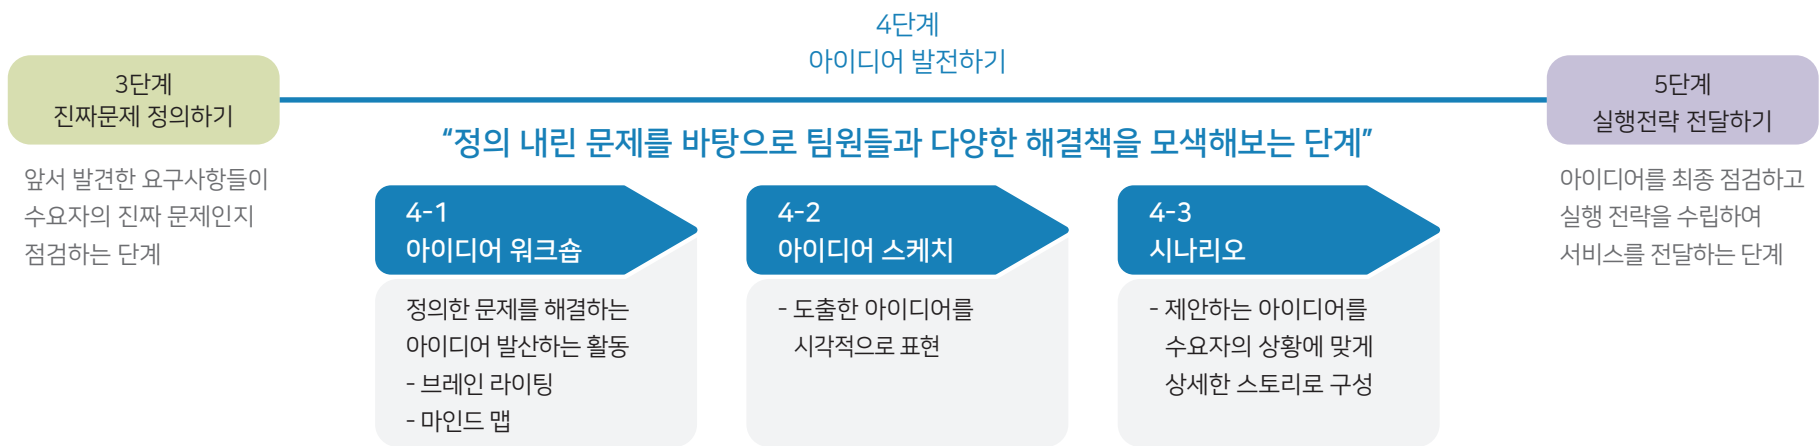 3단계
진짜문제 정의하기
앞서 발견한 요구사항들이
수요자의 진짜 문제인지
점검하는 단계
4단계
아이디어 발전하기
“정의 내린 문제를 바탕으로 팀원들과 다양한 해결책을 모색해보는 단계”
4-1
아이디어 워크숍
정의한 문제를 해결하는
아이디어 발산하는 활동
- 브레인 라이팅
- 마인드 맵
4-2
아이디어 스케치
- 도출한 아이디어를
시각적으로 표현
4-3
시나리오
- 제안하는 아이디어를
수요자의 상황에 맞게
상세한 스토리로 구성
5단계
실행전략 전달하기
아이디어를 최종 점검하고
실행 전략을 수립하여
서비스를 전달하는 단계